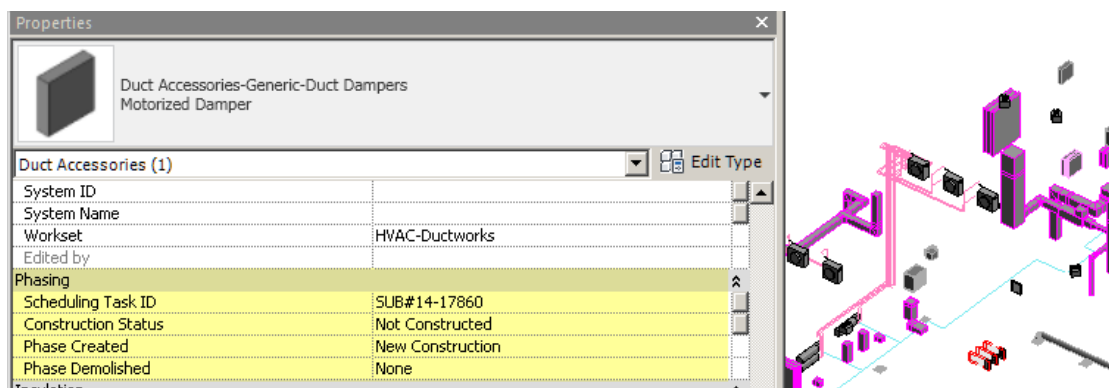 Properties
Duct Accessories-Generic-Duct Dampers
Motorized Damper
Duct Accessories (1)
Edit Type
System ID
System Name
Workset HVAC-Ductworks
Edited by
Phasing
Scheduling Task ID SUB#14-17860
Construction Status Not Constructed
Phase Created New Construction
Phase Demolished None
Insulation